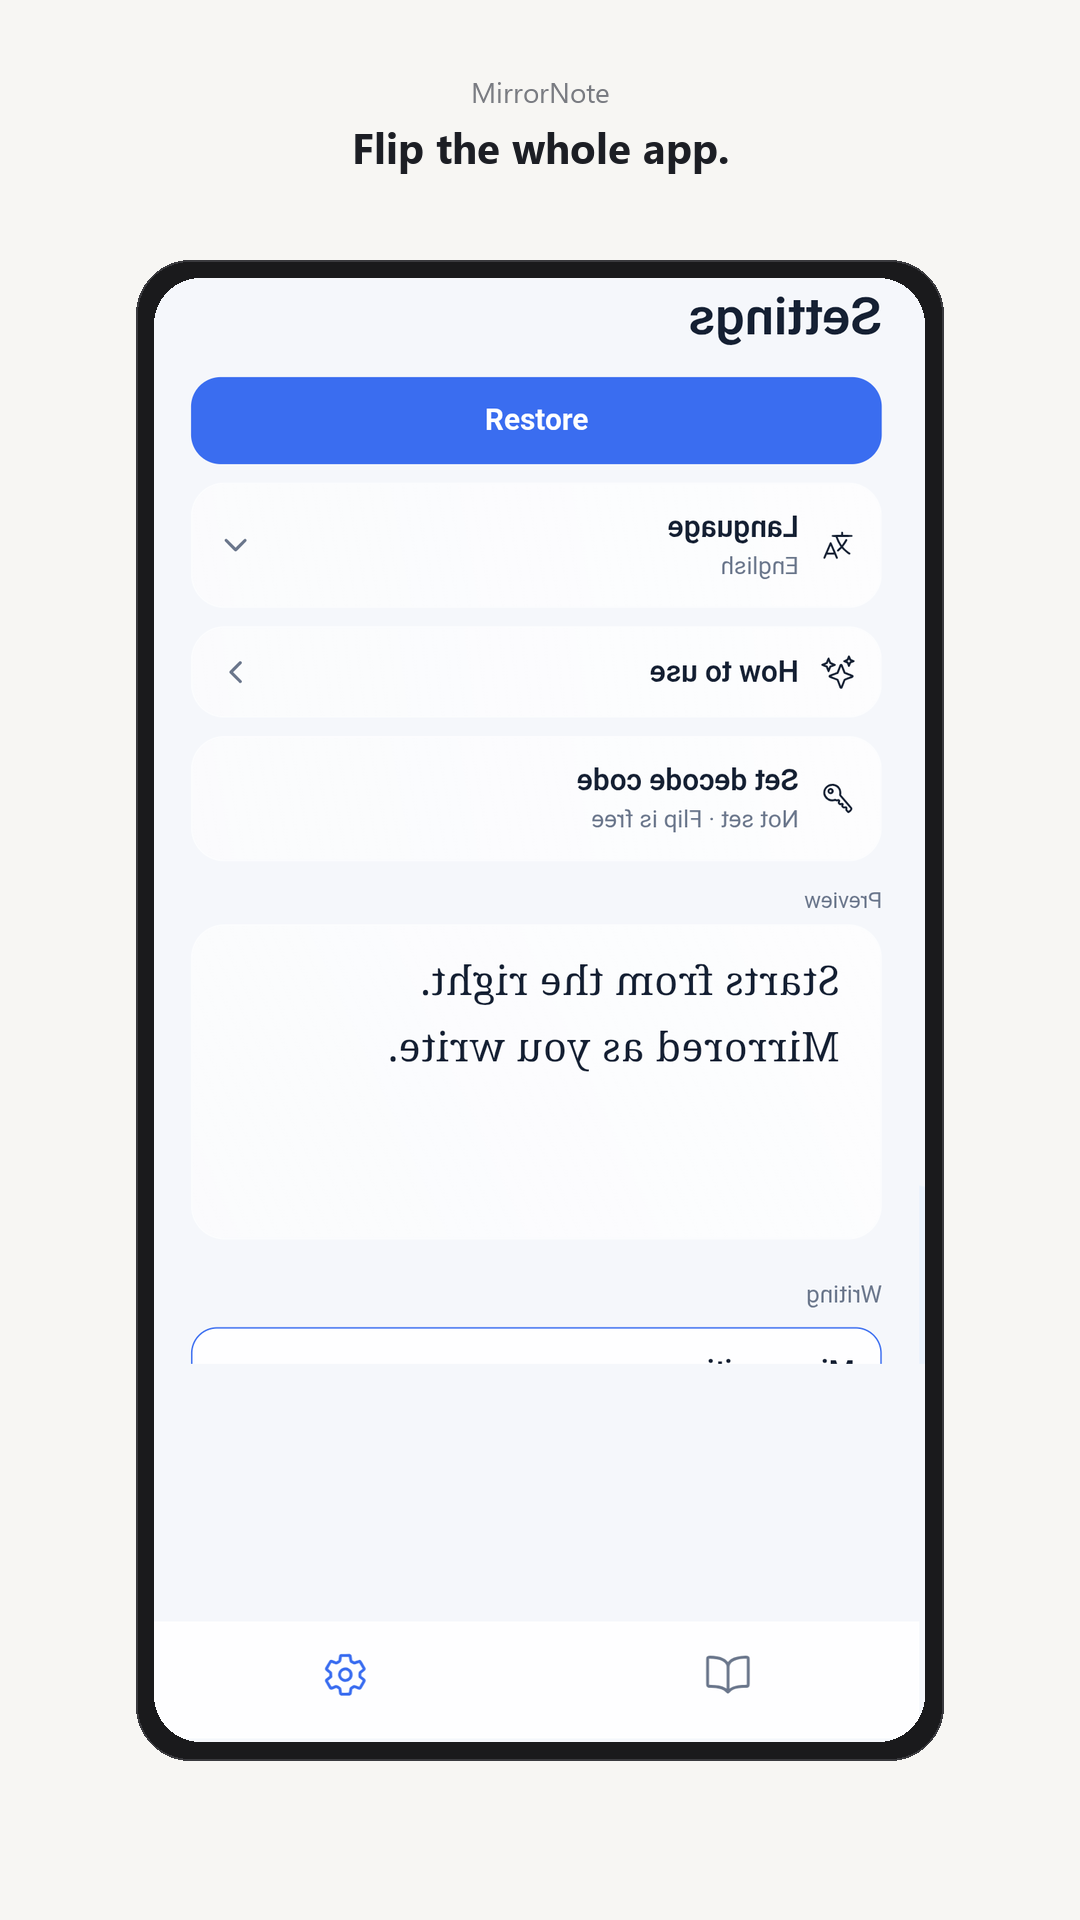 MirrorNote
Flip the whole app.
Settings
Restore
Language
English
How to use
Set decode code
Not set · Flip is free
Preview
Starts from the right.
Mirrored as you write.
Writing